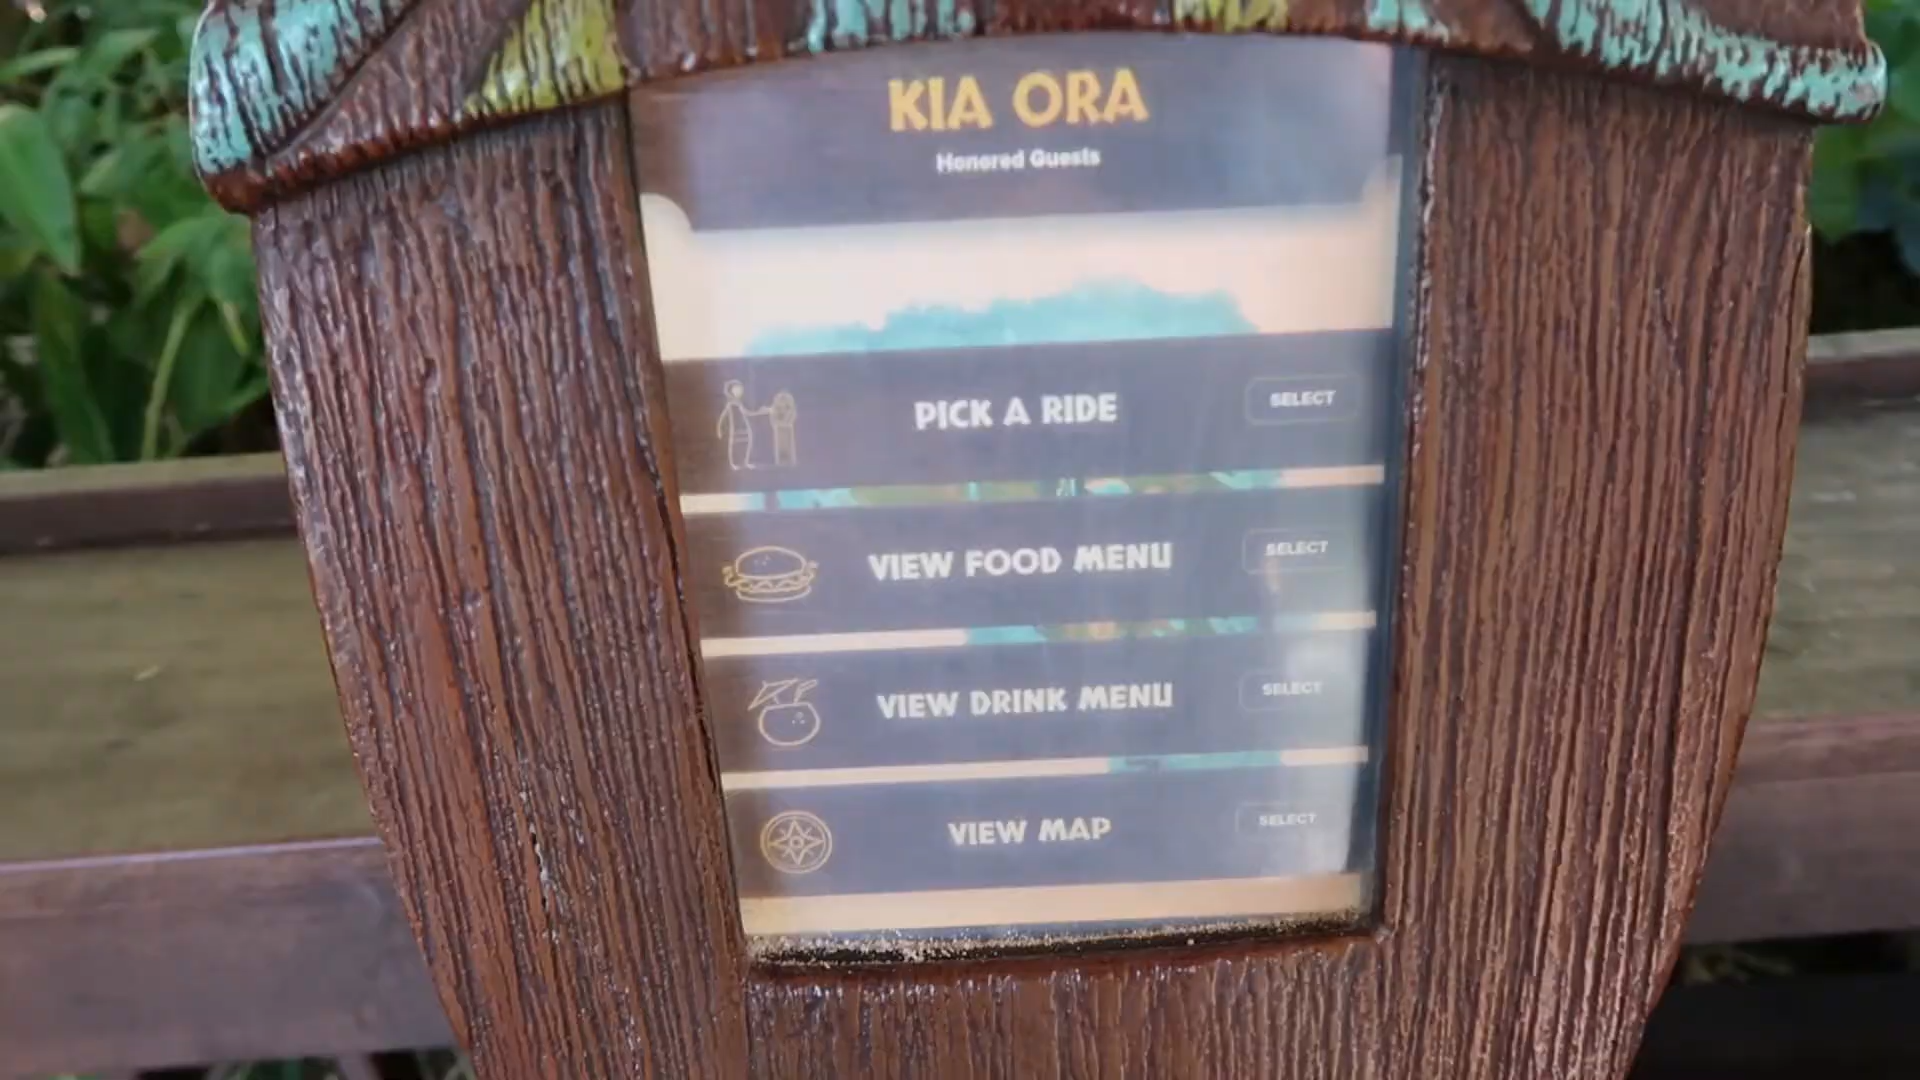 KIA ORA
Honored Guests
PICK A RIDE SELECT
VIEW FOOD MENU SELECT
VIEW DRINK MENU SELECT
VIEW MAP SELECT